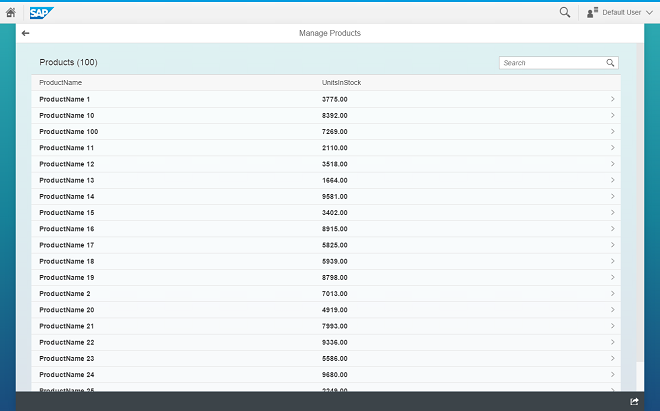 SAP
Default User
Manage Products
Products (100)
Search
ProductName UnitsInStock
ProductName 1 3775.00
ProductName 10 8392.00
ProductName 100 7269.00
ProductName 11 2110.00
ProductName 12 3518.00
ProductName 13 1664.00
ProductName 14 9581.00
ProductName 15 3402.00
ProductName 16 8915.00
ProductName 17 5825.00
ProductName 18 5939.00
ProductName 19 8798.00
ProductName 2 7013.00
ProductName 20 4919.00
ProductName 21 7993.00
ProductName 22 9336.00
ProductName 23 5586.00
ProductName 24 9680.00
ProductName 25